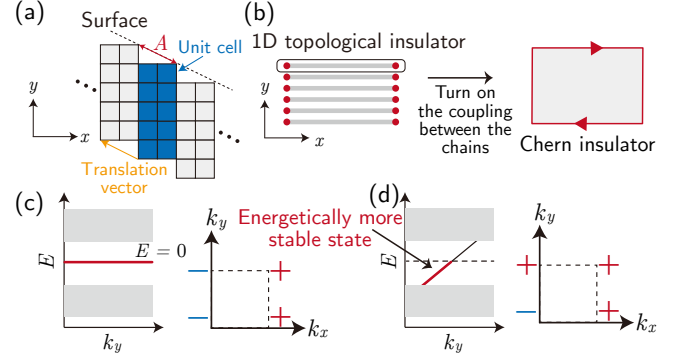 (a)
Surface
A
Unit cell
y
x
Translation
vector
(b)
1D topological insulator
y
x
Turn on
the coupling
between the
chains
Chern insulator
(c)
E
E = 0
k_y
k_y
− +
− +
k_x
(d)
Energetically more
stable state
E
k_y
k_y
+ +
− +
k_x